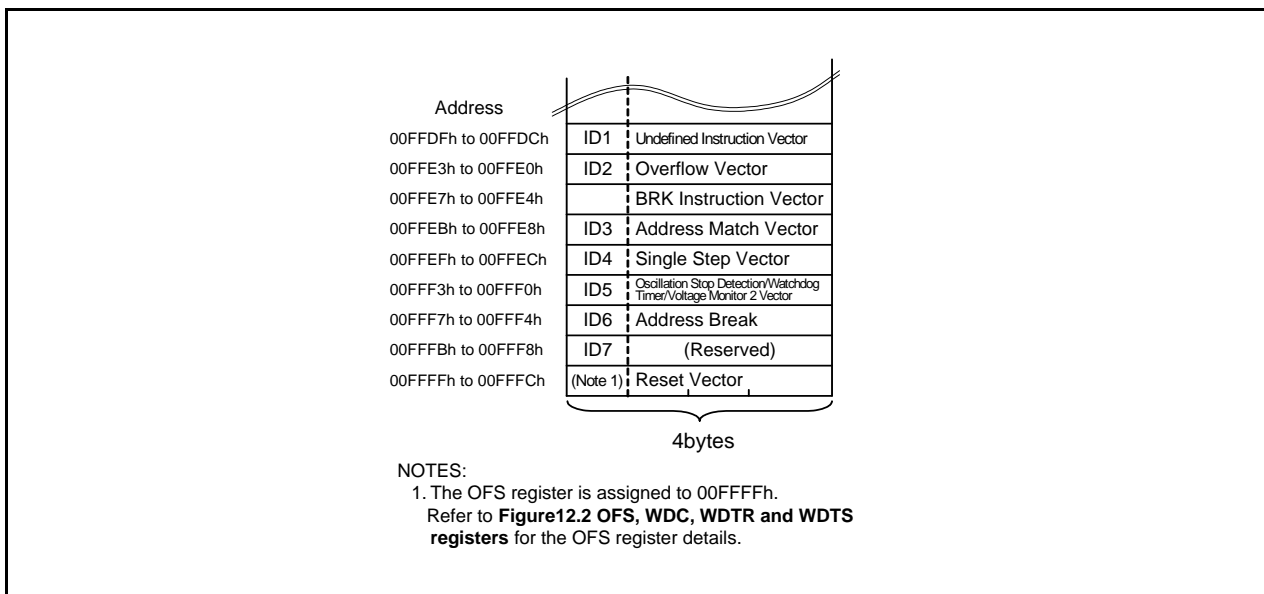 Address
00FFDFh to 00FFDCh ID1 Undefined Instruction Vector
00FFE3h to 00FFE0h ID2 Overflow Vector
00FFE7h to 00FFE4h BRK Instruction Vector
00FFEBh to 00FFE8h ID3 Address Match Vector
00FFEFh to 00FFECh ID4 Single Step Vector
00FFF3h to 00FFF0h ID5 Oscillation Stop Detection/Watchdog
Timer/Voltage Monitor 2 Vector
00FFF7h to 00FFF4h ID6 Address Break
00FFFBh to 00FFF8h ID7 (Reserved)
00FFFFh to 00FFFCh (Note 1) Reset Vector
4bytes
NOTES:
1. The OFS register is assigned to 00FFFFh.
Refer to Figure12.2 OFS, WDC, WDTR and WDTS
registers for the OFS register details.